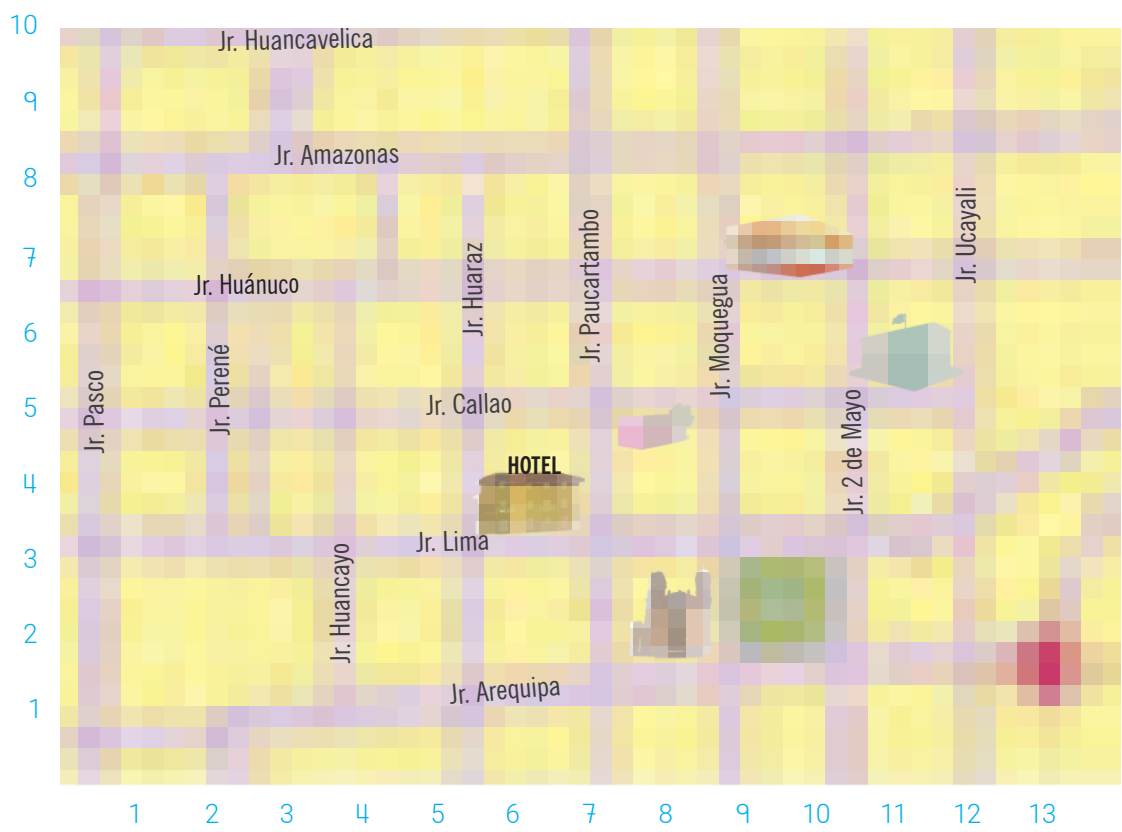 10
Jr. Huancavelica
9
Jr. Amazonas
8
7
Jr. Huánuco
Jr. Huaraz
Jr. Paucartambo
Jr. Ucayali
6
Jr. Pasco
Jr. Perené
Jr. Moquegua
5
Jr. Callao
Jr. 2 de Mayo
4
HOTEL
3
Jr. Lima
Jr. Huancayo
2
1
Jr. Arequipa
1 2 3 4 5 6 7 8 9 10 11 12 13